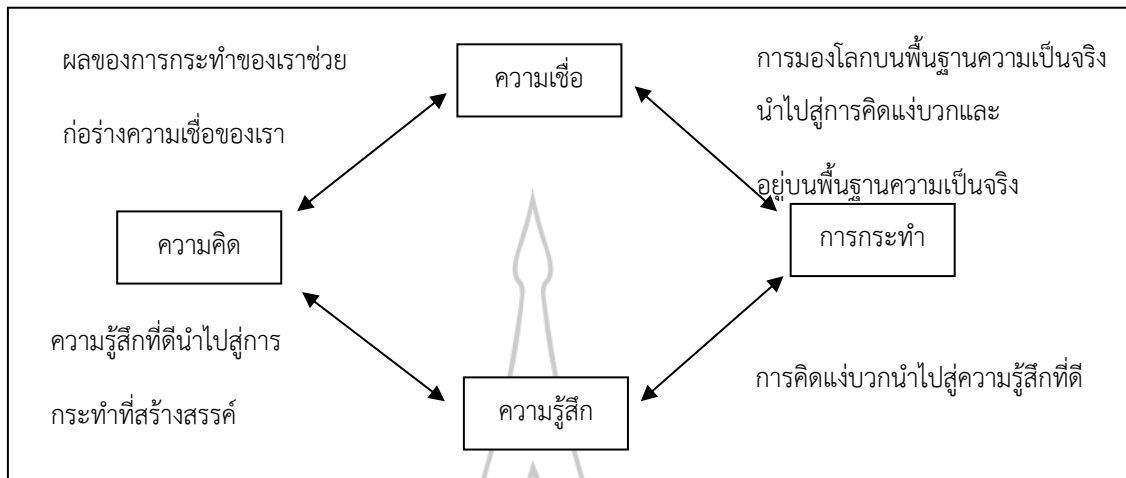 ผลของการกระทำของเราช่วย
ก่อร่างความเชื่อของเรา
ความเชื่อ
การมองโลกบนพื้นฐานความเป็นจริง
นำไปสู่การคิดแง่บวกและ
อยู่บนพื้นฐานความเป็นจริง
ความคิด
การกระทำ
ความรู้สึกที่ดีนำไปสู่การ
กระทำที่สร้างสรรค์
ความรู้สึก
การคิดแง่บวกนำไปสู่ความรู้สึกที่ดี